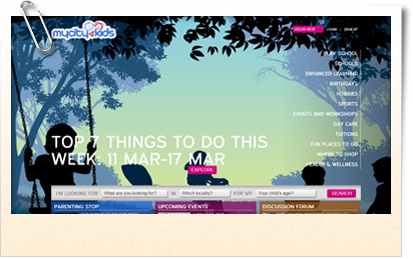 mycity4kids
DELHI NCR LOGIN SIGN UP
PLAY SCHOOL
SCHOOLS
ENHANCED LEARNING
BIRTHDAYS
HOBBIES
SPORTS
EVENTS AND WORKSHOPS
DAY CARE
TUITIONS
FUN PLACES TO GO
WHERE TO SHOP
HEALTH & WELLNESS
TOP 7 THINGS TO DO THIS
WEEK: 11 MAR-17 MAR
EXPLORE
I'M LOOKING FOR What are you looking for? IN Which locality? FOR MY Your child's age? SEARCH
PARENTING STOP UPCOMING EVENTS DISCUSSION FORUM